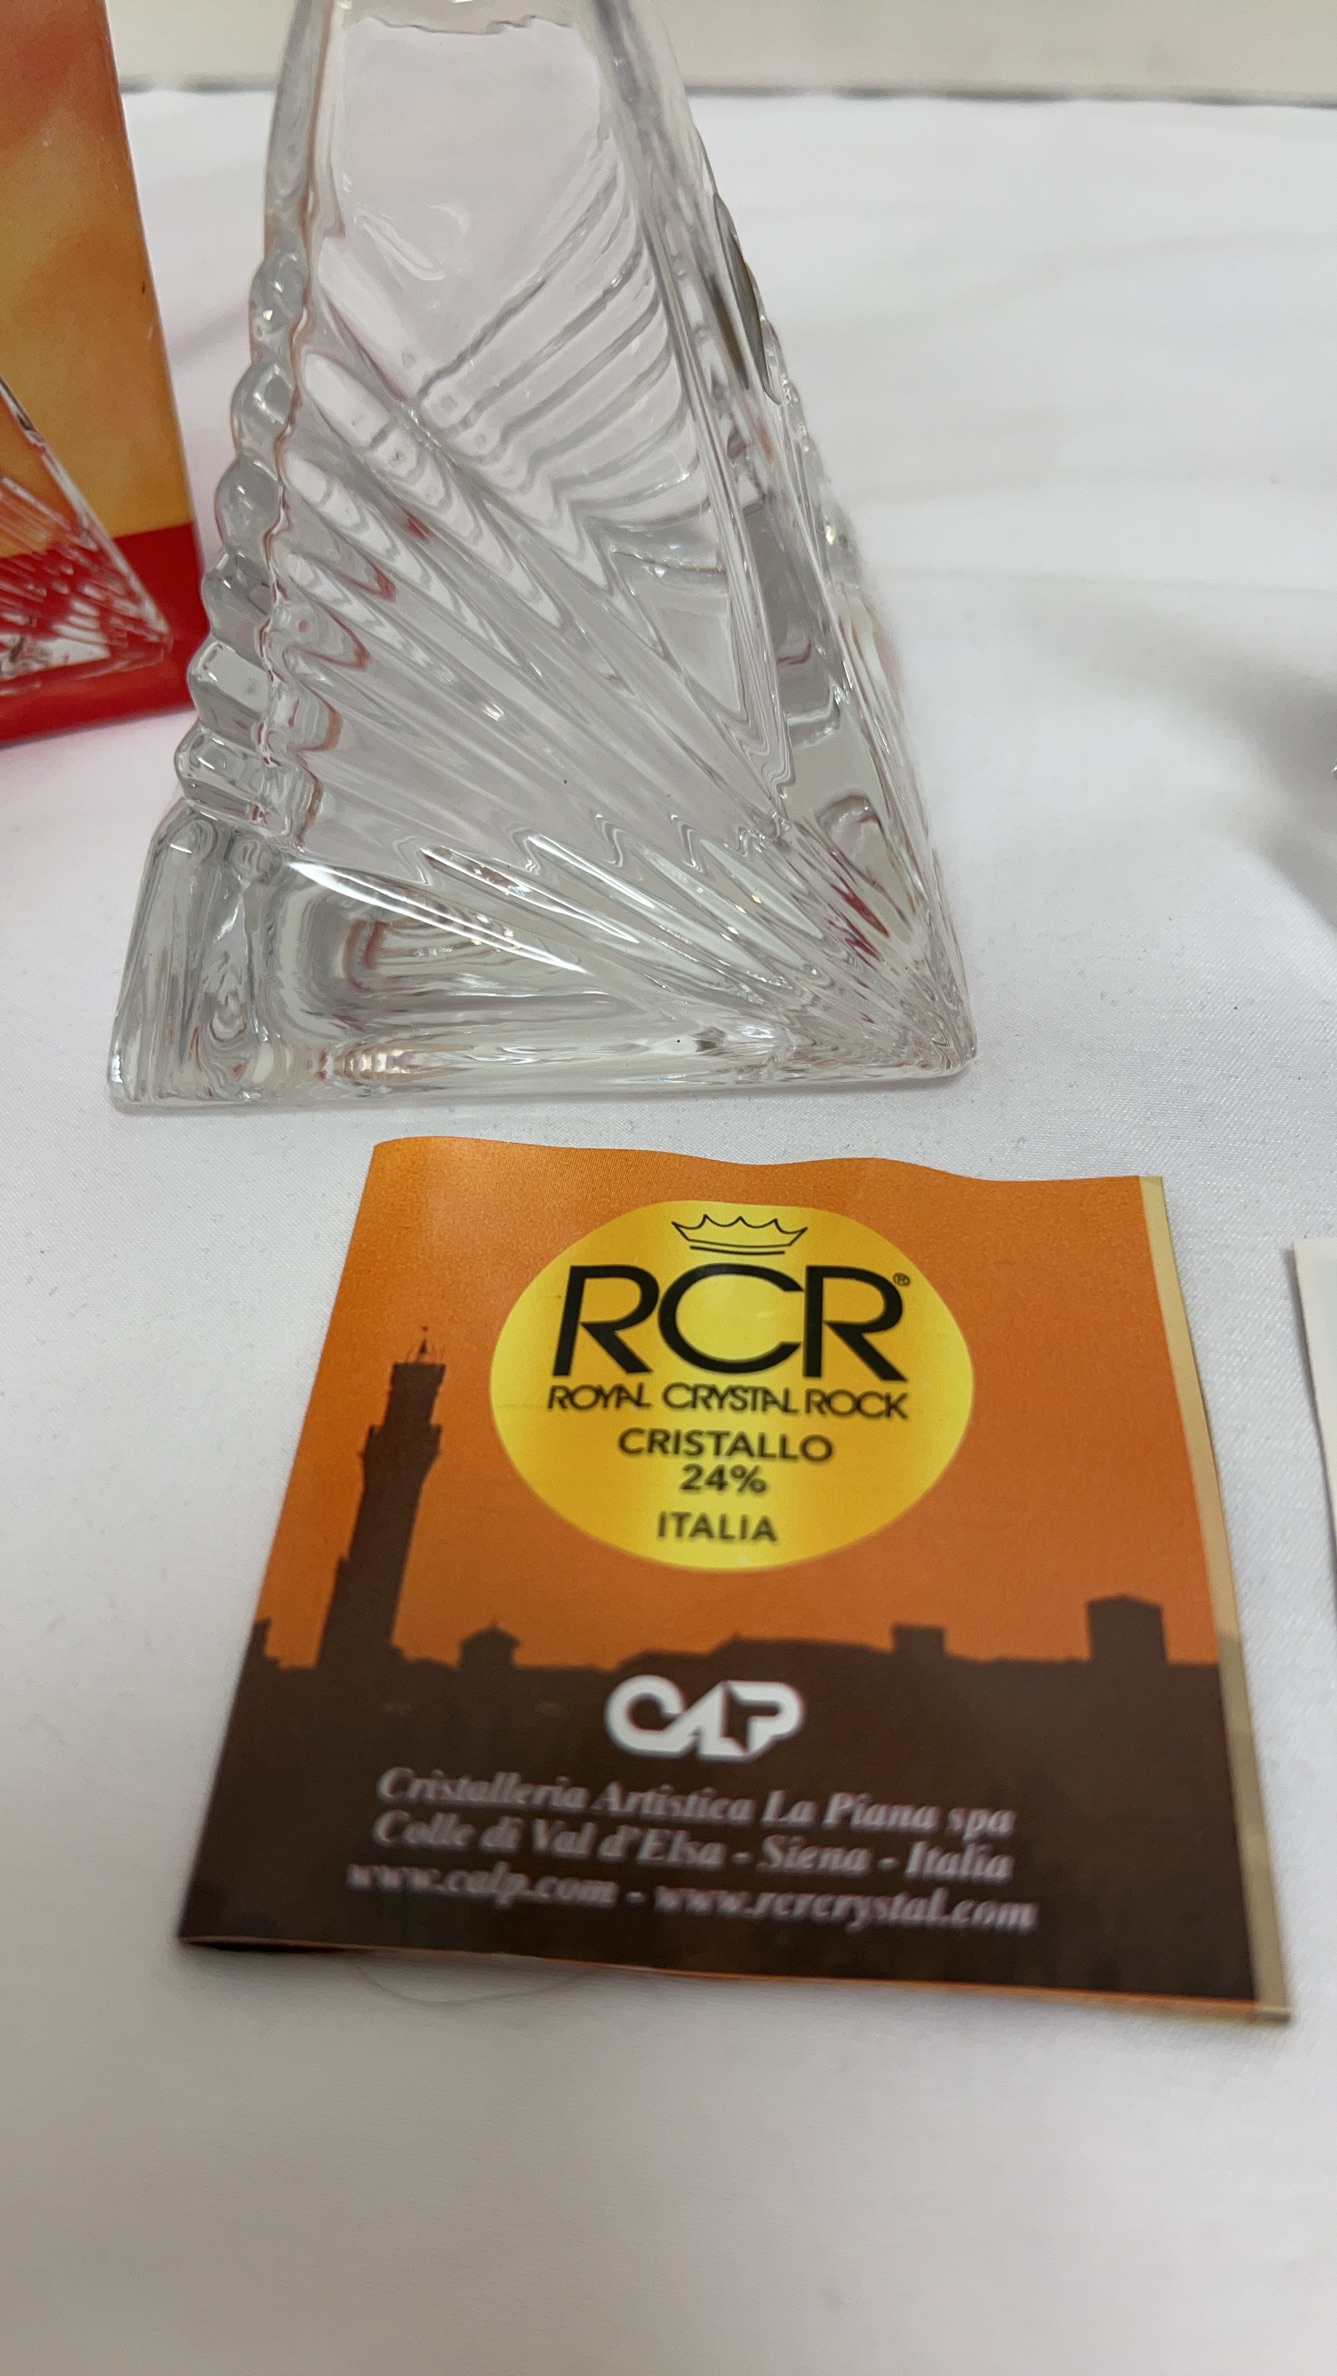 RCR®
ROYAL CRYSTAL ROCK
CRISTALLO
24%
ITALIA
CALP
Cristalleria Artistica La Piana spa
Colle di Val d'Elsa - Siena - Italia
www.calp.com - www.rcrcrystal.com